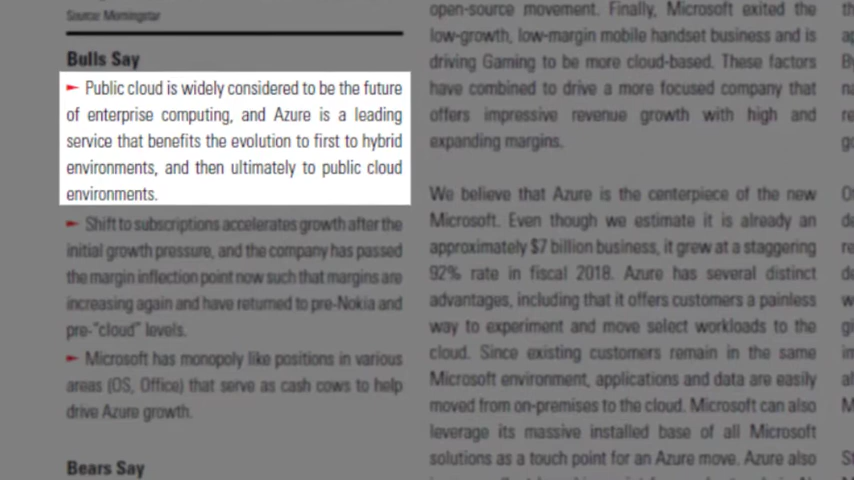 Source: Morningstar
Bulls Say
Public cloud is widely considered to be the future
of enterprise computing, and Azure is a leading
service that benefits the evolution to first to hybrid
environments, and then ultimately to public cloud
environments.
Shift to subscriptions accelerates growth after the
initial growth pressure, and the company has passed
the margin inflection point now such that margins are
increasing again and have returned to pre-Nokia and
pre-“cloud” levels.
Microsoft has monopoly like positions in various
areas (OS, Office) that serve as cash cows to help
drive Azure growth.
Bears Say
open-source movement. Finally, Microsoft exited the
low-growth, low-margin mobile handset business and is
driving Gaming to be more cloud-based. These factors
have combined to drive a more focused company that
offers impressive revenue growth with high and
expanding margins.
We believe that Azure is the centerpiece of the new
Microsoft. Even though we estimate it is already an
approximately $7 billion business, it grew at a staggering
92% rate in fiscal 2018. Azure has several distinct
advantages, including that it offers customers a painless
way to experiment and move select workloads to the
cloud. Since existing customers remain in the same
Microsoft environment, applications and data are easily
moved from on-premises to the cloud. Microsoft can also
leverage its massive installed base of all Microsoft
solutions as a touch point for an Azure move. Azure also